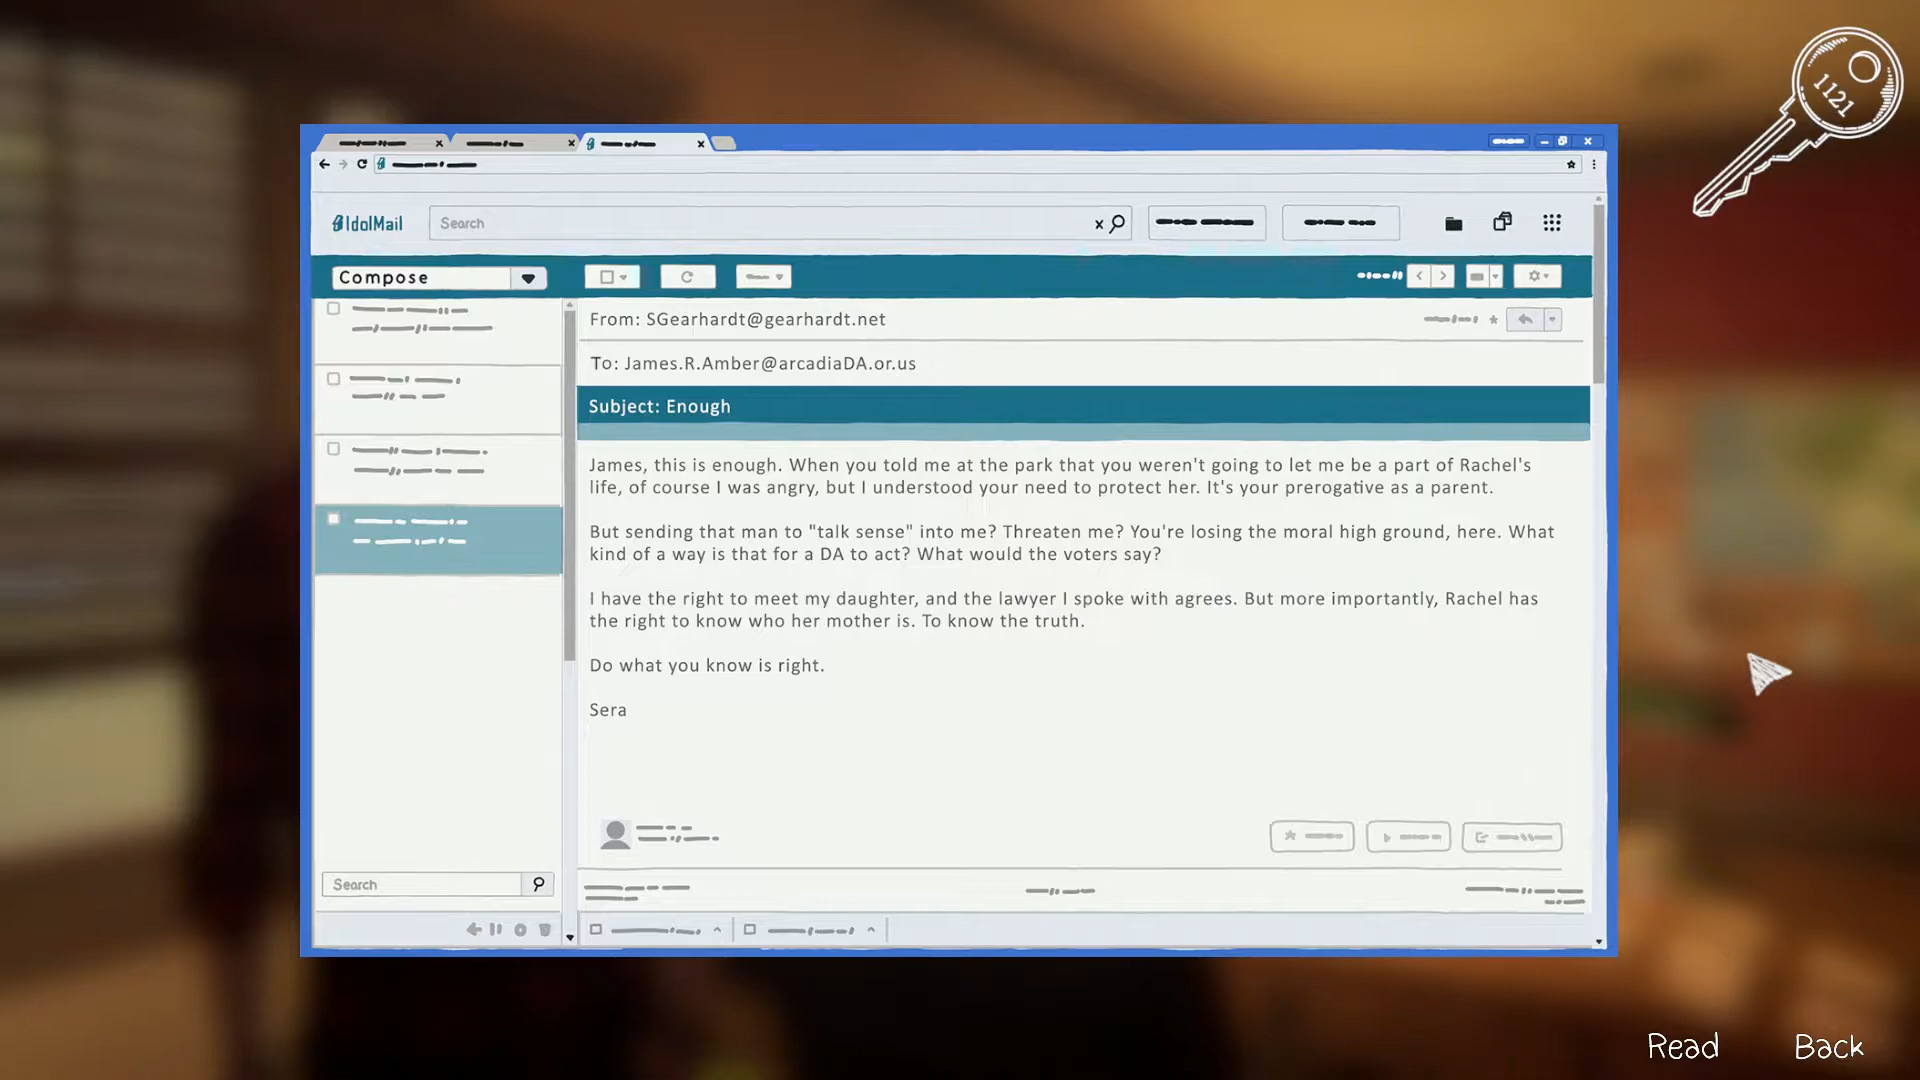 1121
IdolMail
Search
Compose
From: SGearhardt@gearhardt.net
To: James.R.Amber@arcadiaDA.or.us
Subject: Enough
James, this is enough. When you told me at the park that you weren't going to let me be a part of Rachel's
life, of course I was angry, but I understood your need to protect her. It's your prerogative as a parent.
But sending that man to "talk sense" into me? Threaten me? You're losing the moral high ground, here. What
kind of a way is that for a DA to act? What would the voters say?
I have the right to meet my daughter, and the lawyer I spoke with agrees. But more importantly, Rachel has
the right to know who her mother is. To know the truth.
Do what you know is right.
Sera
Search
Read
Back